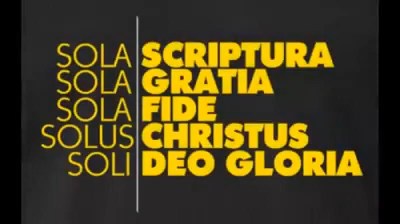 SOLA SCRIPTURA
SOLA GRATIA
SOLA FIDE
SOLUS CHRISTUS
SOLI DEO GLORIA